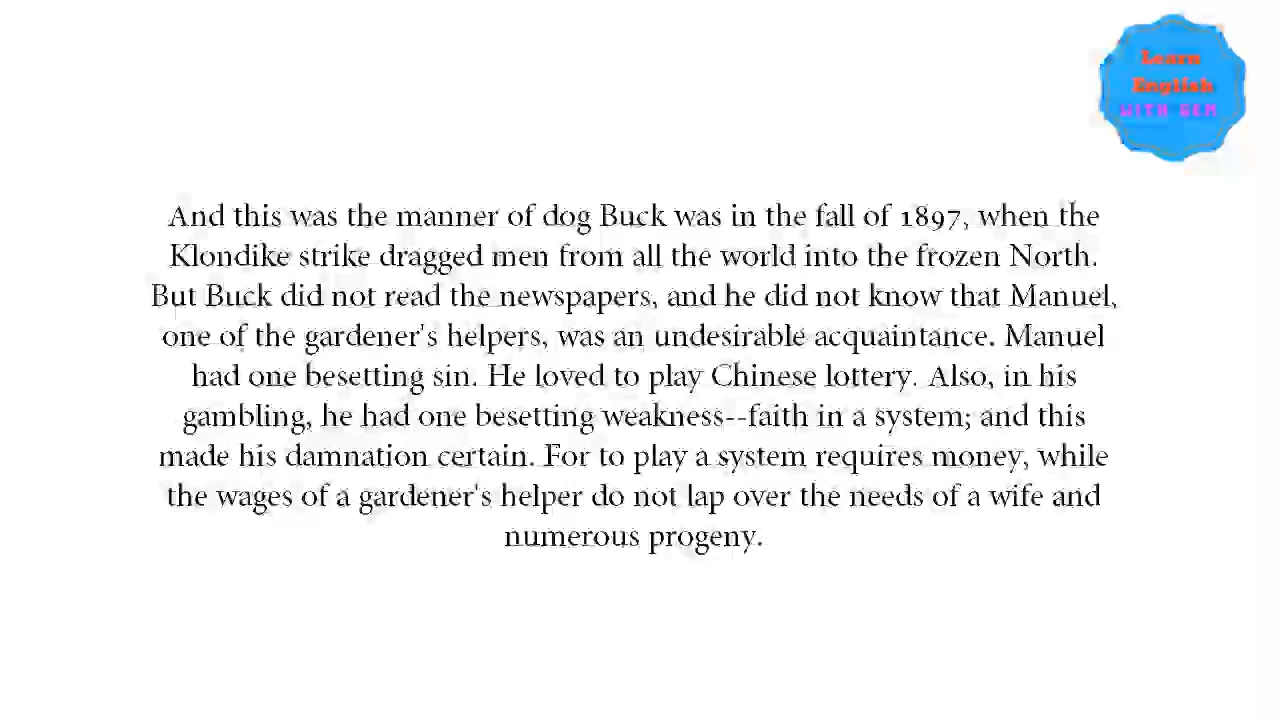 Learn
English
WITH GEM
And this was the manner of dog Buck was in the fall of 1897, when the
Klondike strike dragged men from all the world into the frozen North.
But Buck did not read the newspapers, and he did not know that Manuel,
one of the gardener's helpers, was an undesirable acquaintance. Manuel
had one besetting sin. He loved to play Chinese lottery. Also, in his
gambling, he had one besetting weakness--faith in a system; and this
made his damnation certain. For to play a system requires money, while
the wages of a gardener's helper do not lap over the needs of a wife and
numerous progeny.